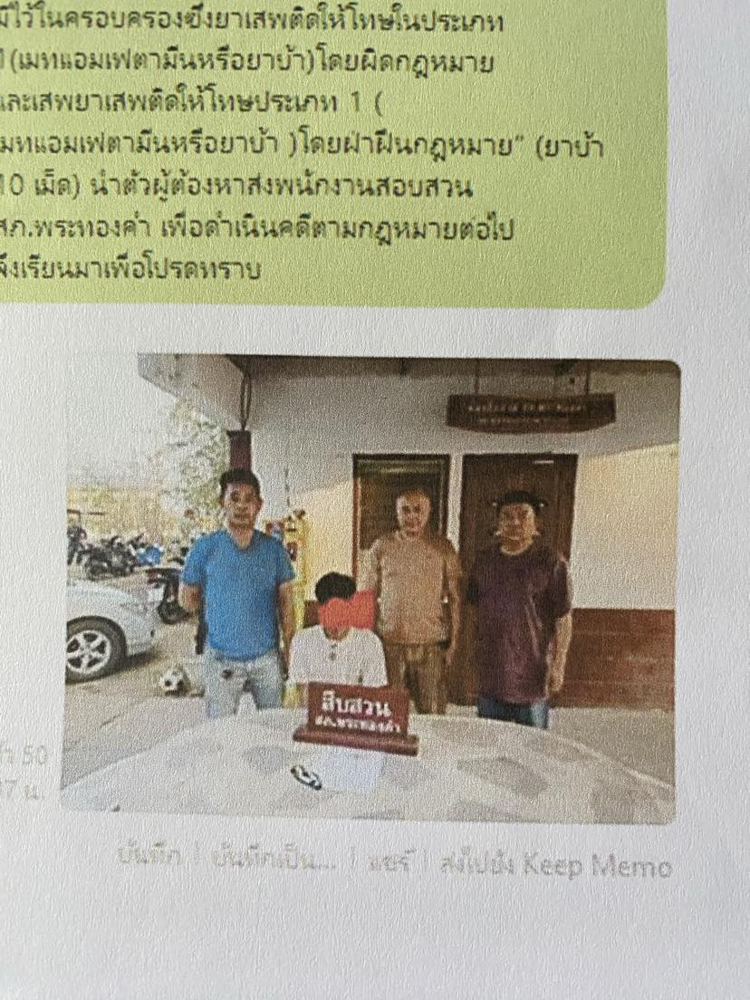 มีไว้ในครอบครองซึ่งยาเสพติดให้โทษในประเภท
1(เมทแอมเฟตามีนหรือยาบ้า)โดยผิดกฎหมาย
และเสพยาเสพติดให้โทษประเภท 1 (
เมทแอมเฟตามีนหรือยาบ้า )โดยฝ่าฝืนกฎหมาย" (ยาบ้า
10 เม็ด) นำตัวผู้ต้องหาส่งพนักงานสอบสวน
สภ.พระทองคำ เพื่อดำเนินคดีตามกฎหมายต่อไป
จึงเรียนมาเพื่อโปรดทราบ
สืบสวน
สภ.พระทองคำ
50
7 น.
บันทึก | บันทึกเป็น... | แชร์ | ส่งไปยัง Keep Memo